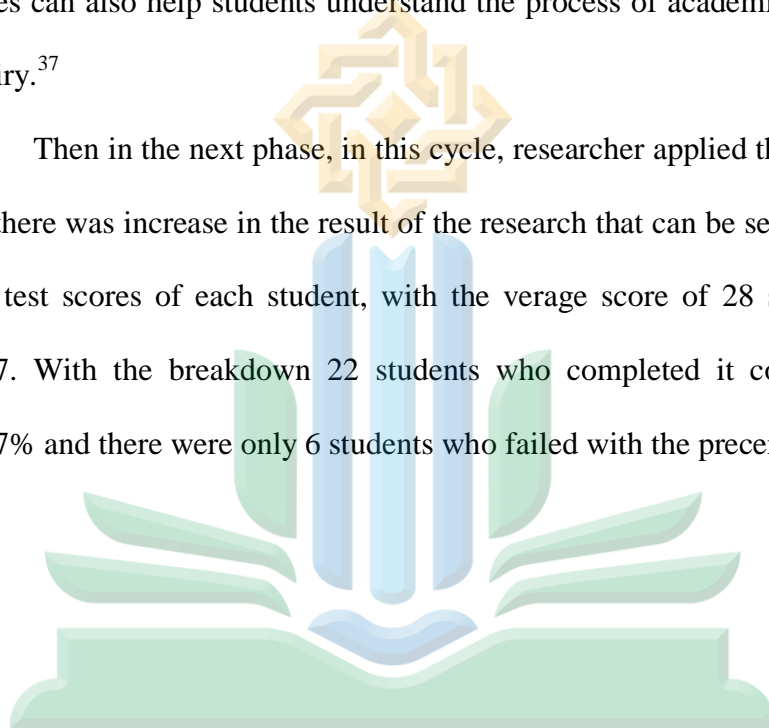 es can also help students understand the process of academi
iry.37
Then in the next phase, in this cycle, researcher applied th
there was increase in the result of the research that can be se
test scores of each student, with the verage score of 28
7. With the breakdown 22 students who completed it co
7% and there were only 6 students who failed with the prece